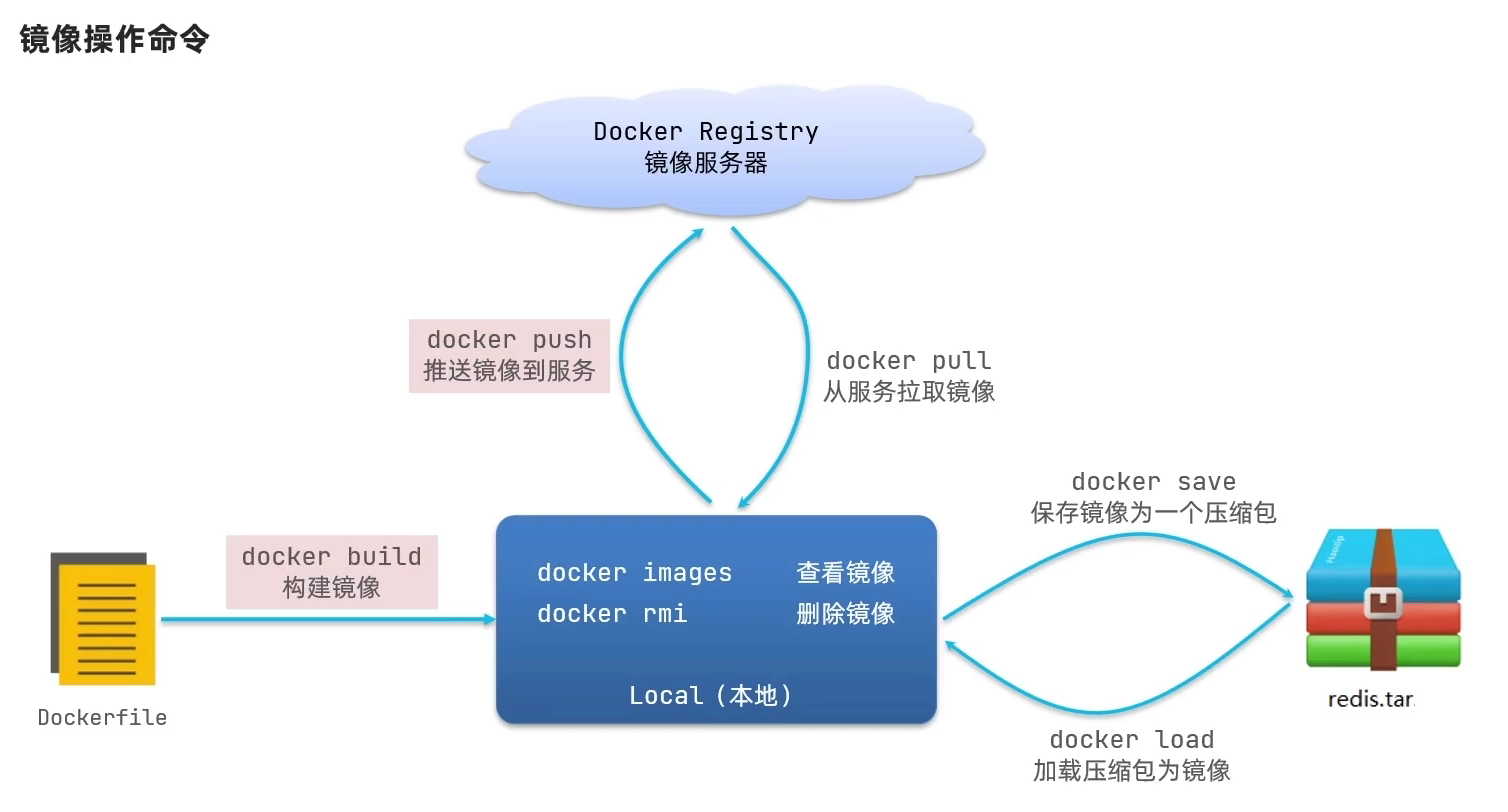 镜像操作命令
Docker Registry
镜像服务器
docker push
推送镜像到服务
docker pull
从服务拉取镜像
docker save
保存镜像为一个压缩包
docker build
构建镜像
docker images 查看镜像
docker rmi 删除镜像
Local（本地）
Haozip
Dockerfile
redis.tar
docker load
加载压缩包为镜像